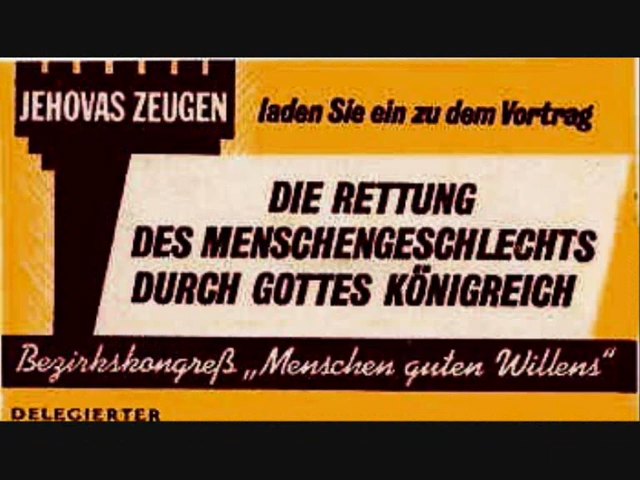 JEHOVAS ZEUGEN
laden Sie ein zu dem Vortrag
DIE RETTUNG
DES MENSCHENGESCHLECHTS
DURCH GOTTES KÖNIGREICH
Bezirkskongreß „Menschen guten Willens“
DELEGIERTER